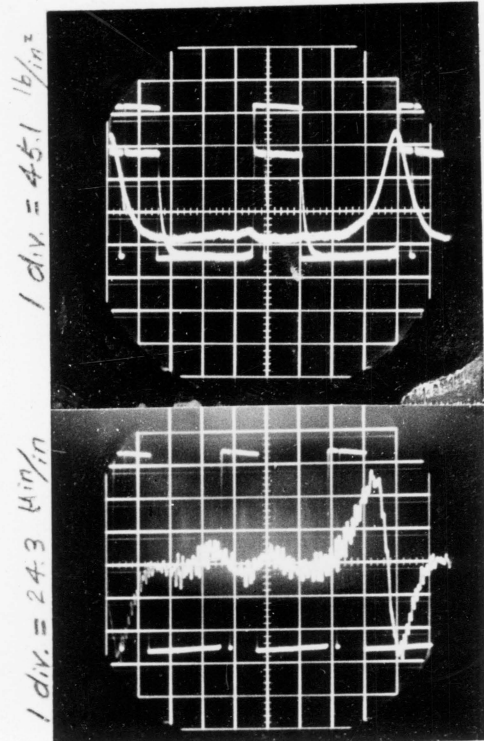 1 div. = 45.1 lb/in²
1 div. = 24.3 μin/in